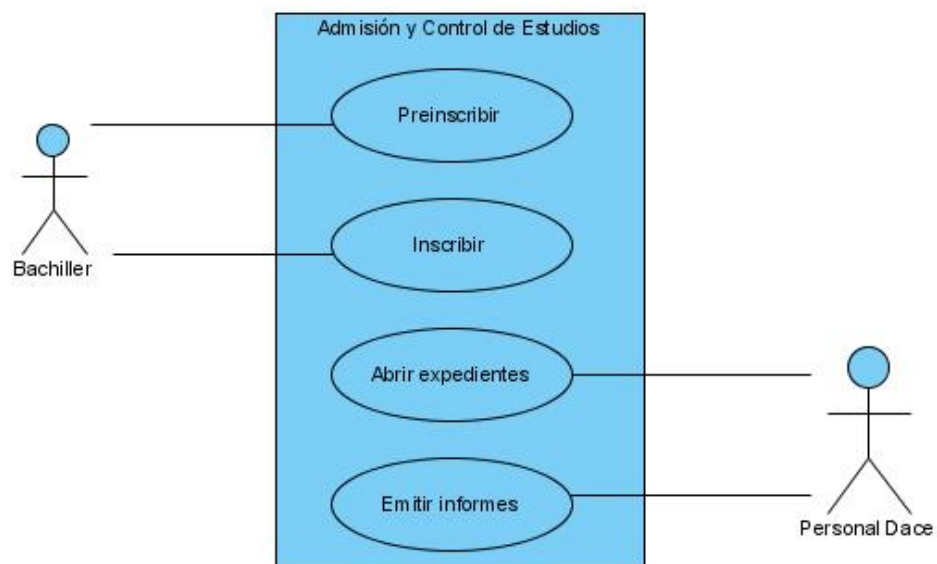 Admisión y Control de Estudios
Preinscribir
Inscribir
Bachiller
Abrir expedientes
Emitir informes
Personal Dace